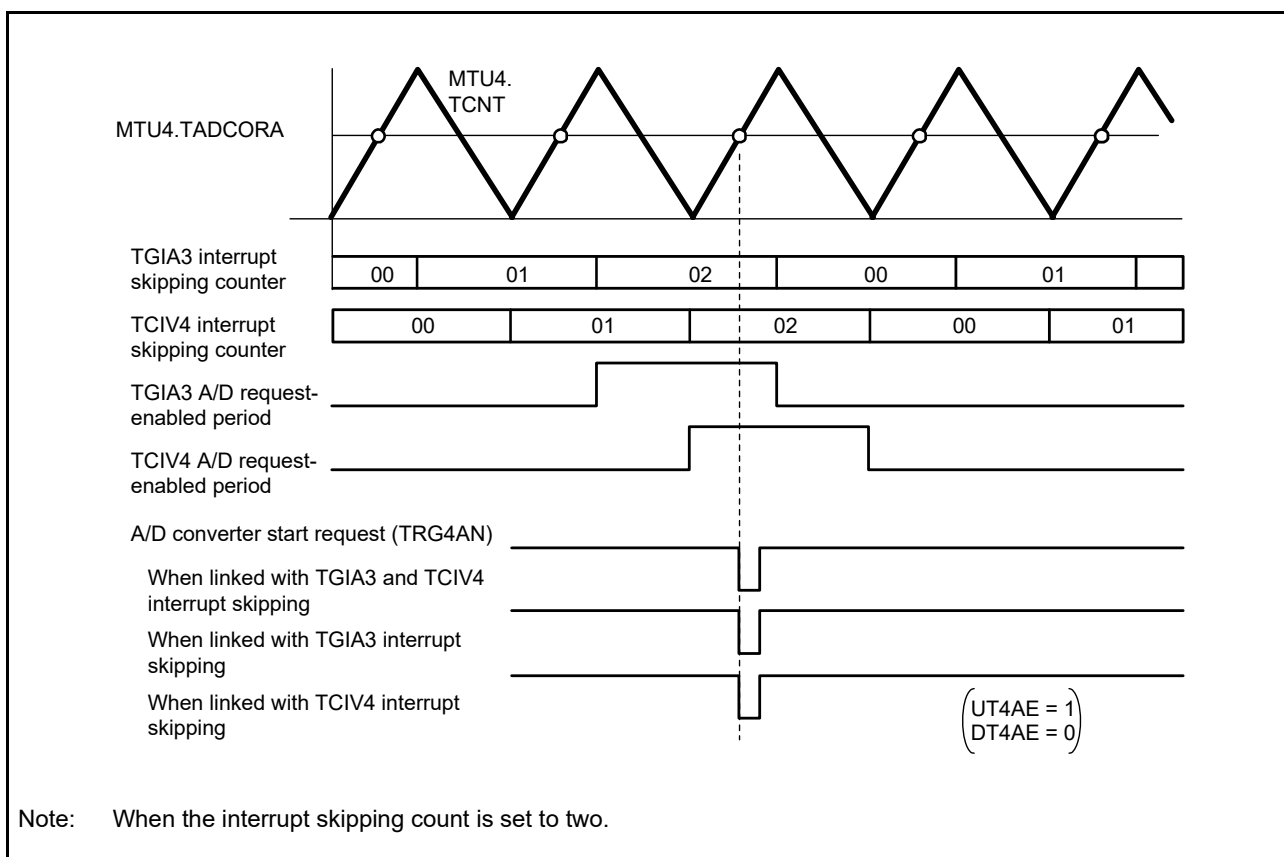 MTU4.
TCNT
MTU4.TADCORA
TGIA3 interrupt
skipping counter
00 01 02 00 01
TCIV4 interrupt
skipping counter
00 01 02 00 01
TGIA3 A/D request-
enabled period
TCIV4 A/D request-
enabled period
A/D converter start request (TRG4AN)
When linked with TGIA3 and TCIV4
interrupt skipping
When linked with TGIA3 interrupt
skipping
When linked with TCIV4 interrupt
skipping
UT4AE = 1
DT4AE = 0
Note: When the interrupt skipping count is set to two.